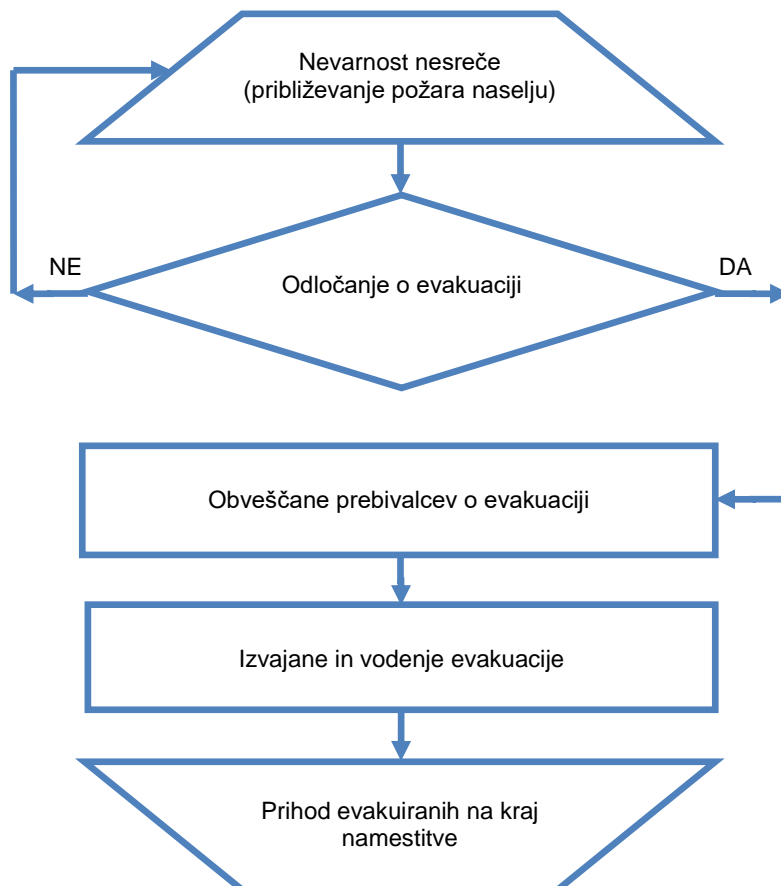 Nevarnost nesreče
(približevanje požara naselju)
NE
Odločanje o evakuaciji
DA
Obveščane prebivalcev o evakuaciji
Izvajane in vodenje evakuacije
Prihod evakuiranih na kraj
namestitve